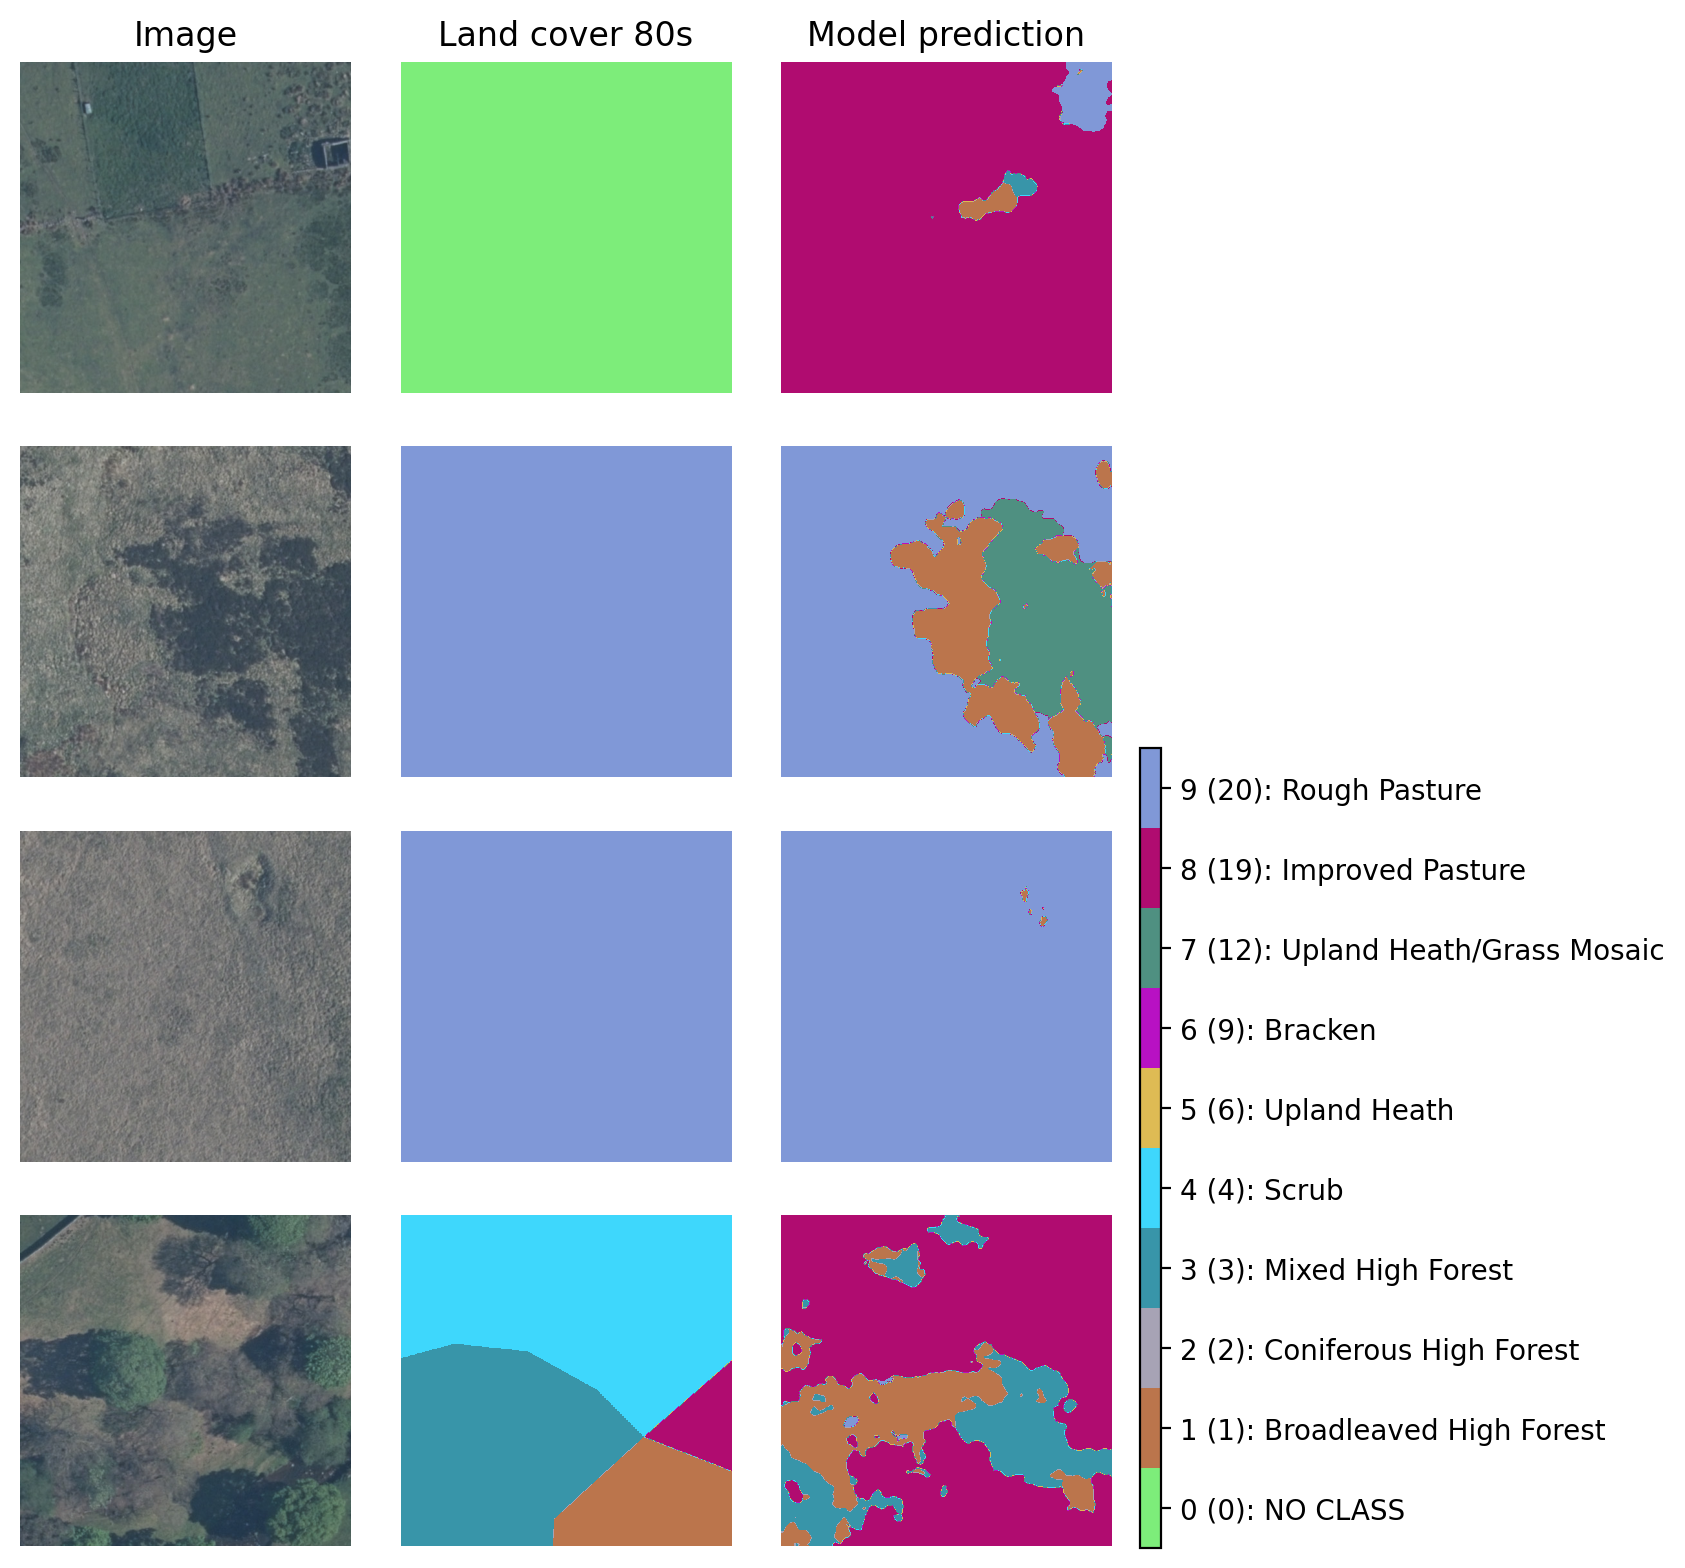 Image
Land cover 80s
Model prediction
9 (20): Rough Pasture
8 (19): Improved Pasture
7 (12): Upland Heath/Grass Mosaic
6 (9): Bracken
5 (6): Upland Heath
4 (4): Scrub
3 (3): Mixed High Forest
2 (2): Coniferous High Forest
1 (1): Broadleaved High Forest
0 (0): NO CLASS